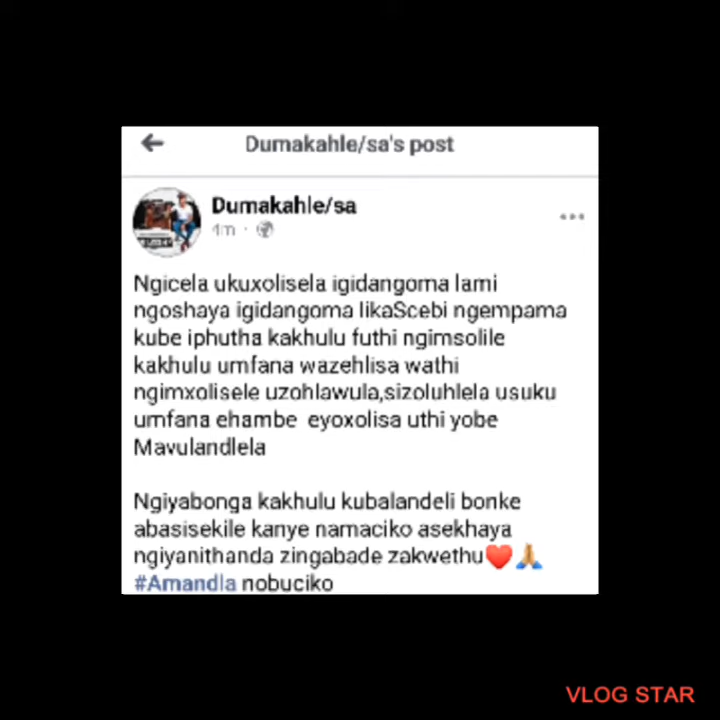 Dumakahle/sa's post
Dumakahle/sa
4m
Ngicela ukuxolisela igidangoma lami
ngoshaya igidangoma likaScebi ngempama
kube iphutha kakhulu futhi ngimsolile
kakhulu umfana wazehlisa wathi
ngimxolisele uzohlawula,sizoluhlela usuku
umfana ehambe eyoxolisa uthi yobe
Mavulandlela
Ngiyabonga kakhulu kubalandeli bonke
abasisekile kanye namaciko asekhaya
ngiyanithanda zingabade zakwethu❤️🙏
#Amandla nobuciko
VLOG STAR